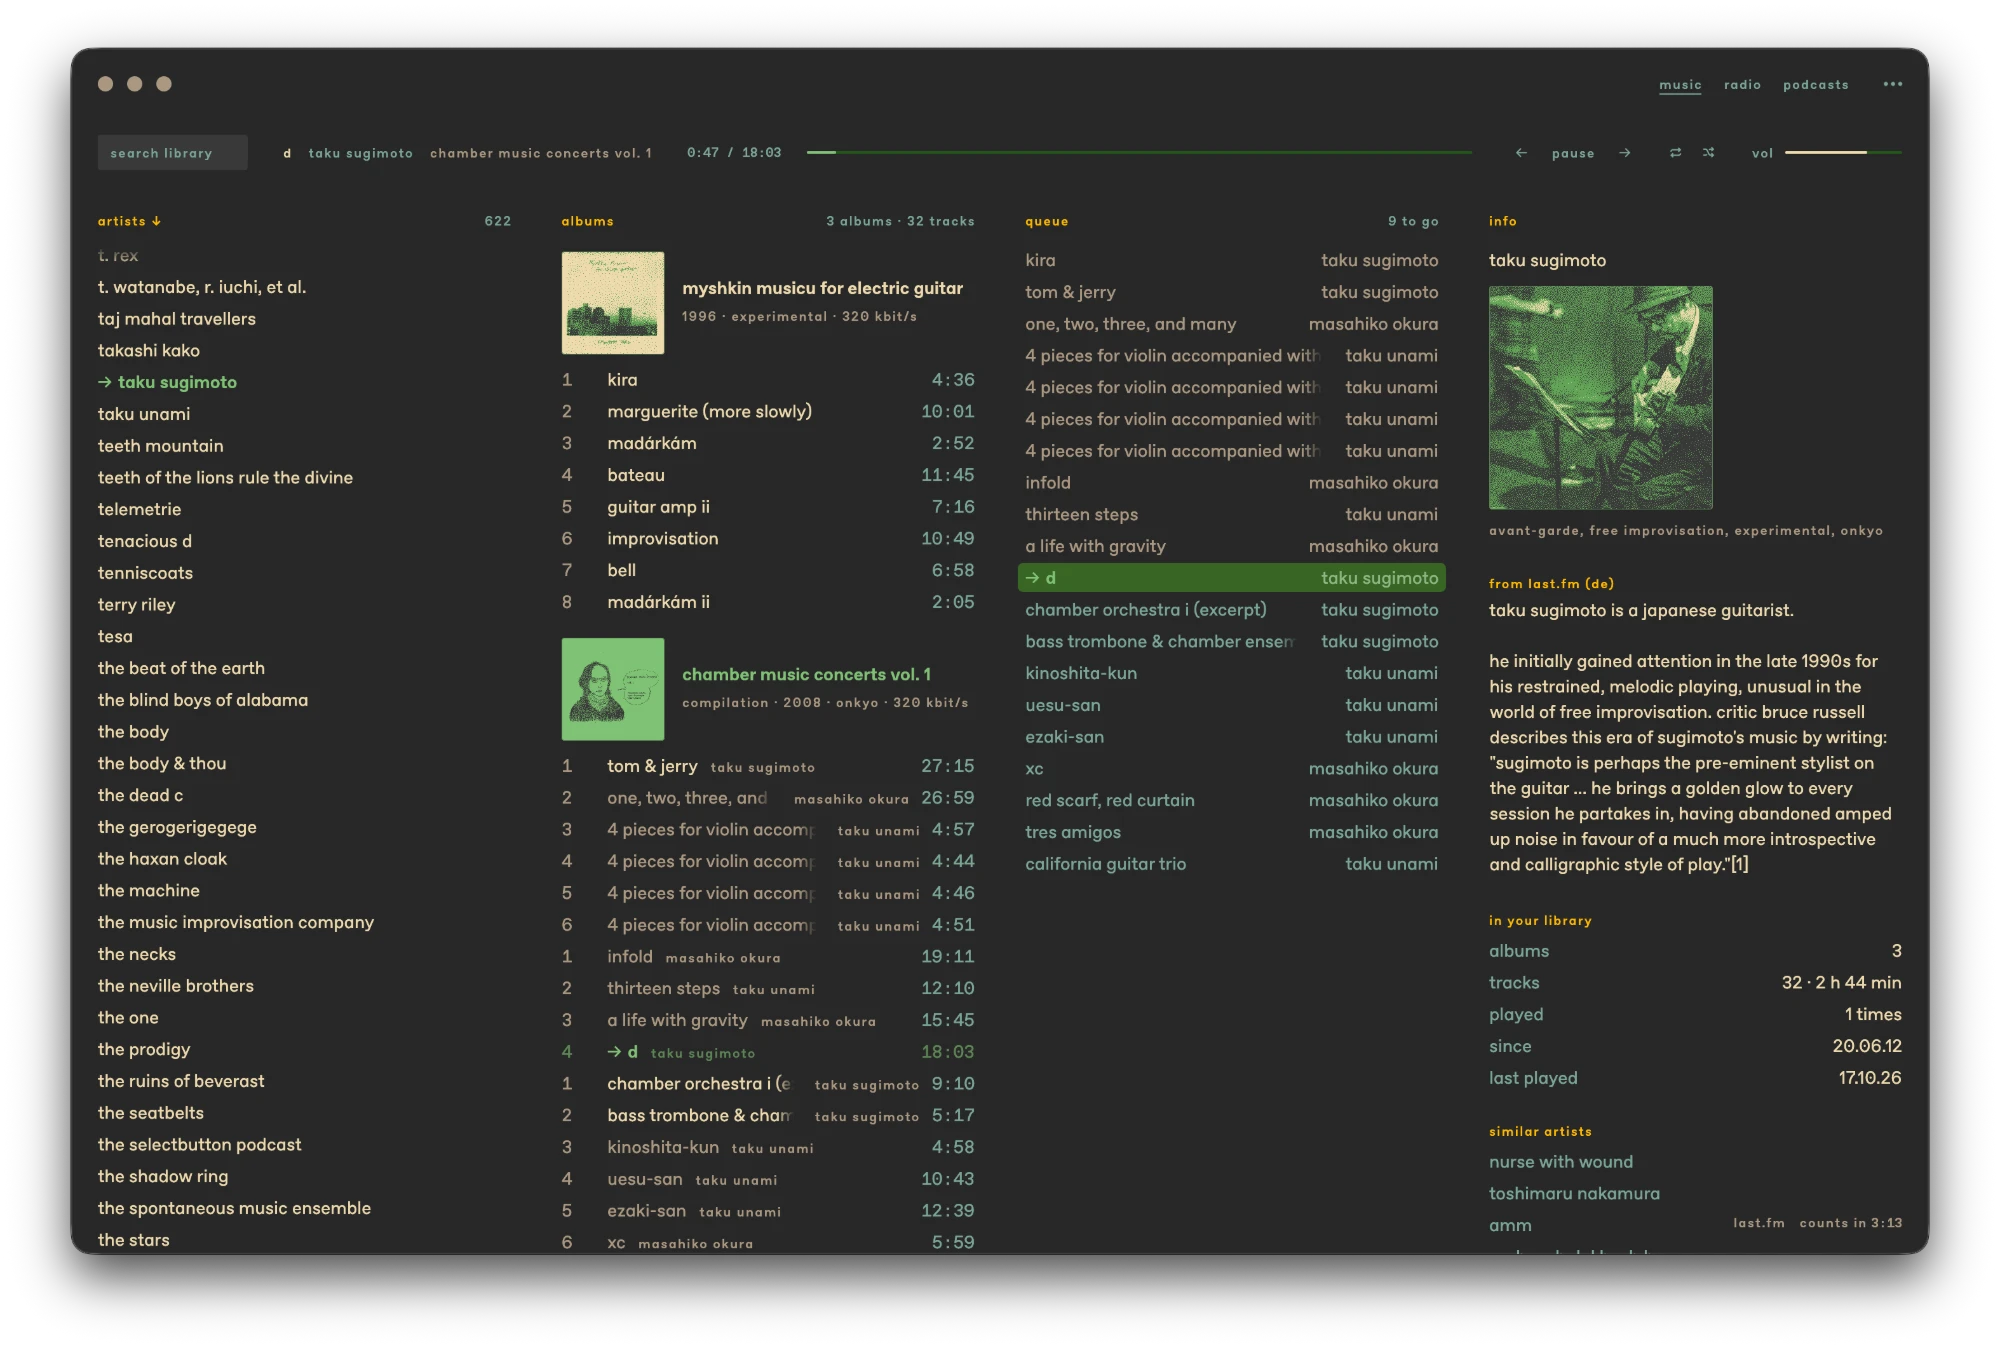 music radio podcasts •••
search library
d taku sugimoto chamber music concerts vol. 1 0:47 / 18:03
← pause → vol
artists ↓ 622
t. rex
t. watanabe, r. iuchi, et al.
taj mahal travellers
takashi kako
→ taku sugimoto
taku unami
teeth mountain
teeth of the lions rule the divine
telemetrie
tenacious d
tenniscoats
terry riley
tesa
the beat of the earth
the blind boys of alabama
the body
the body & thou
the dead c
the gerogerigegege
the haxan cloak
the machine
the music improvisation company
the necks
the neville brothers
the one
the prodigy
the ruins of beverast
the seatbelts
the selectbutton podcast
the shadow ring
the spontaneous music ensemble
the stars
albums 3 albums · 32 tracks
myshkin musicu for electric guitar
1996 · experimental · 320 kbit/s
1 kira 4:36
2 marguerite (more slowly) 10:01
3 madárkám 2:52
4 bateau 11:45
5 guitar amp ii 7:16
6 improvisation 10:49
7 bell 6:58
8 madárkám ii 2:05
chamber music concerts vol. 1
compilation · 2008 · onkyo · 320 kbit/s
1 tom & jerry taku sugimoto 27:15
2 one, two, three, and masahiko okura 26:59
3 4 pieces for violin accomp taku unami 4:57
4 4 pieces for violin accomp taku unami 4:44
5 4 pieces for violin accomp taku unami 4:46
6 4 pieces for violin accomp taku unami 4:51
1 infold masahiko okura 19:11
2 thirteen steps taku unami 12:10
3 a life with gravity masahiko okura 15:45
4 → d taku sugimoto 18:03
1 chamber orchestra i (e taku sugimoto 9:10
2 bass trombone & cham taku sugimoto 5:17
3 kinoshita-kun taku unami 4:58
4 uesu-san taku unami 10:43
5 ezaki-san taku unami 12:39
6 xc masahiko okura 5:59
queue 9 to go
kira taku sugimoto
tom & jerry taku sugimoto
one, two, three, and many masahiko okura
4 pieces for violin accompanied with taku unami
4 pieces for violin accompanied with taku unami
4 pieces for violin accompanied with taku unami
4 pieces for violin accompanied with taku unami
infold masahiko okura
thirteen steps taku unami
a life with gravity masahiko okura
→ d taku sugimoto
chamber orchestra i (excerpt) taku sugimoto
bass trombone & chamber ensem taku sugimoto
kinoshita-kun taku unami
uesu-san taku unami
ezaki-san taku unami
xc masahiko okura
red scarf, red curtain masahiko okura
tres amigos masahiko okura
california guitar trio taku unami
info
taku sugimoto
avant-garde, free improvisation, experimental, onkyo
from last.fm (de)
taku sugimoto is a japanese guitarist.
he initially gained attention in the late 1990s for
his restrained, melodic playing, unusual in the
world of free improvisation. critic bruce russell
describes this era of sugimoto's music by writing:
"sugimoto is perhaps the pre-eminent stylist on
the guitar ... he brings a golden glow to every
session he partakes in, having abandoned amped
up noise in favour of a much more introspective
and calligraphic style of play."[1]
in your library
albums 3
tracks 32 · 2 h 44 min
played 1 times
since 20.06.12
last played 17.10.26
similar artists
nurse with wound
toshimaru nakamura
amm
last.fm counts in 3:13